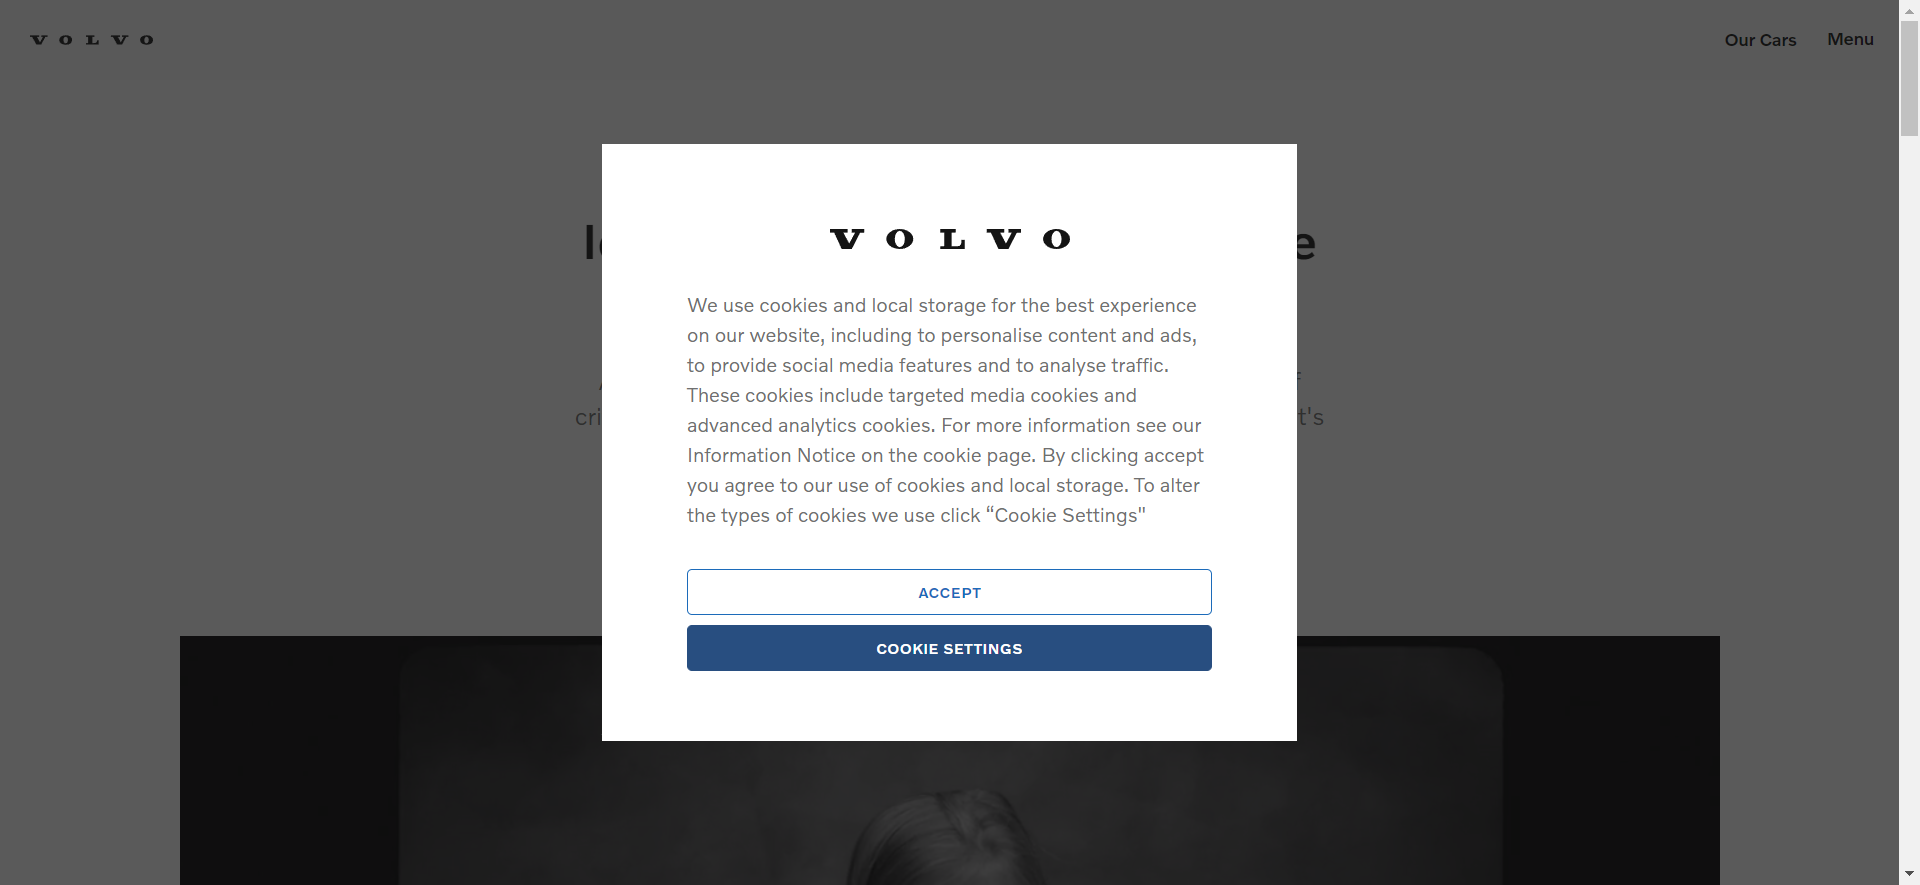 VOLVO
Our Cars
Menu
VOLVO
We use cookies and local storage for the best experience
on our website, including to personalise content and ads,
to provide social media features and to analyse traffic.
These cookies include targeted media cookies and
advanced analytics cookies. For more information see our
Information Notice on the cookie page. By clicking accept
you agree to our use of cookies and local storage. To alter
the types of cookies we use click “Cookie Settings"
ACCEPT
COOKIE SETTINGS